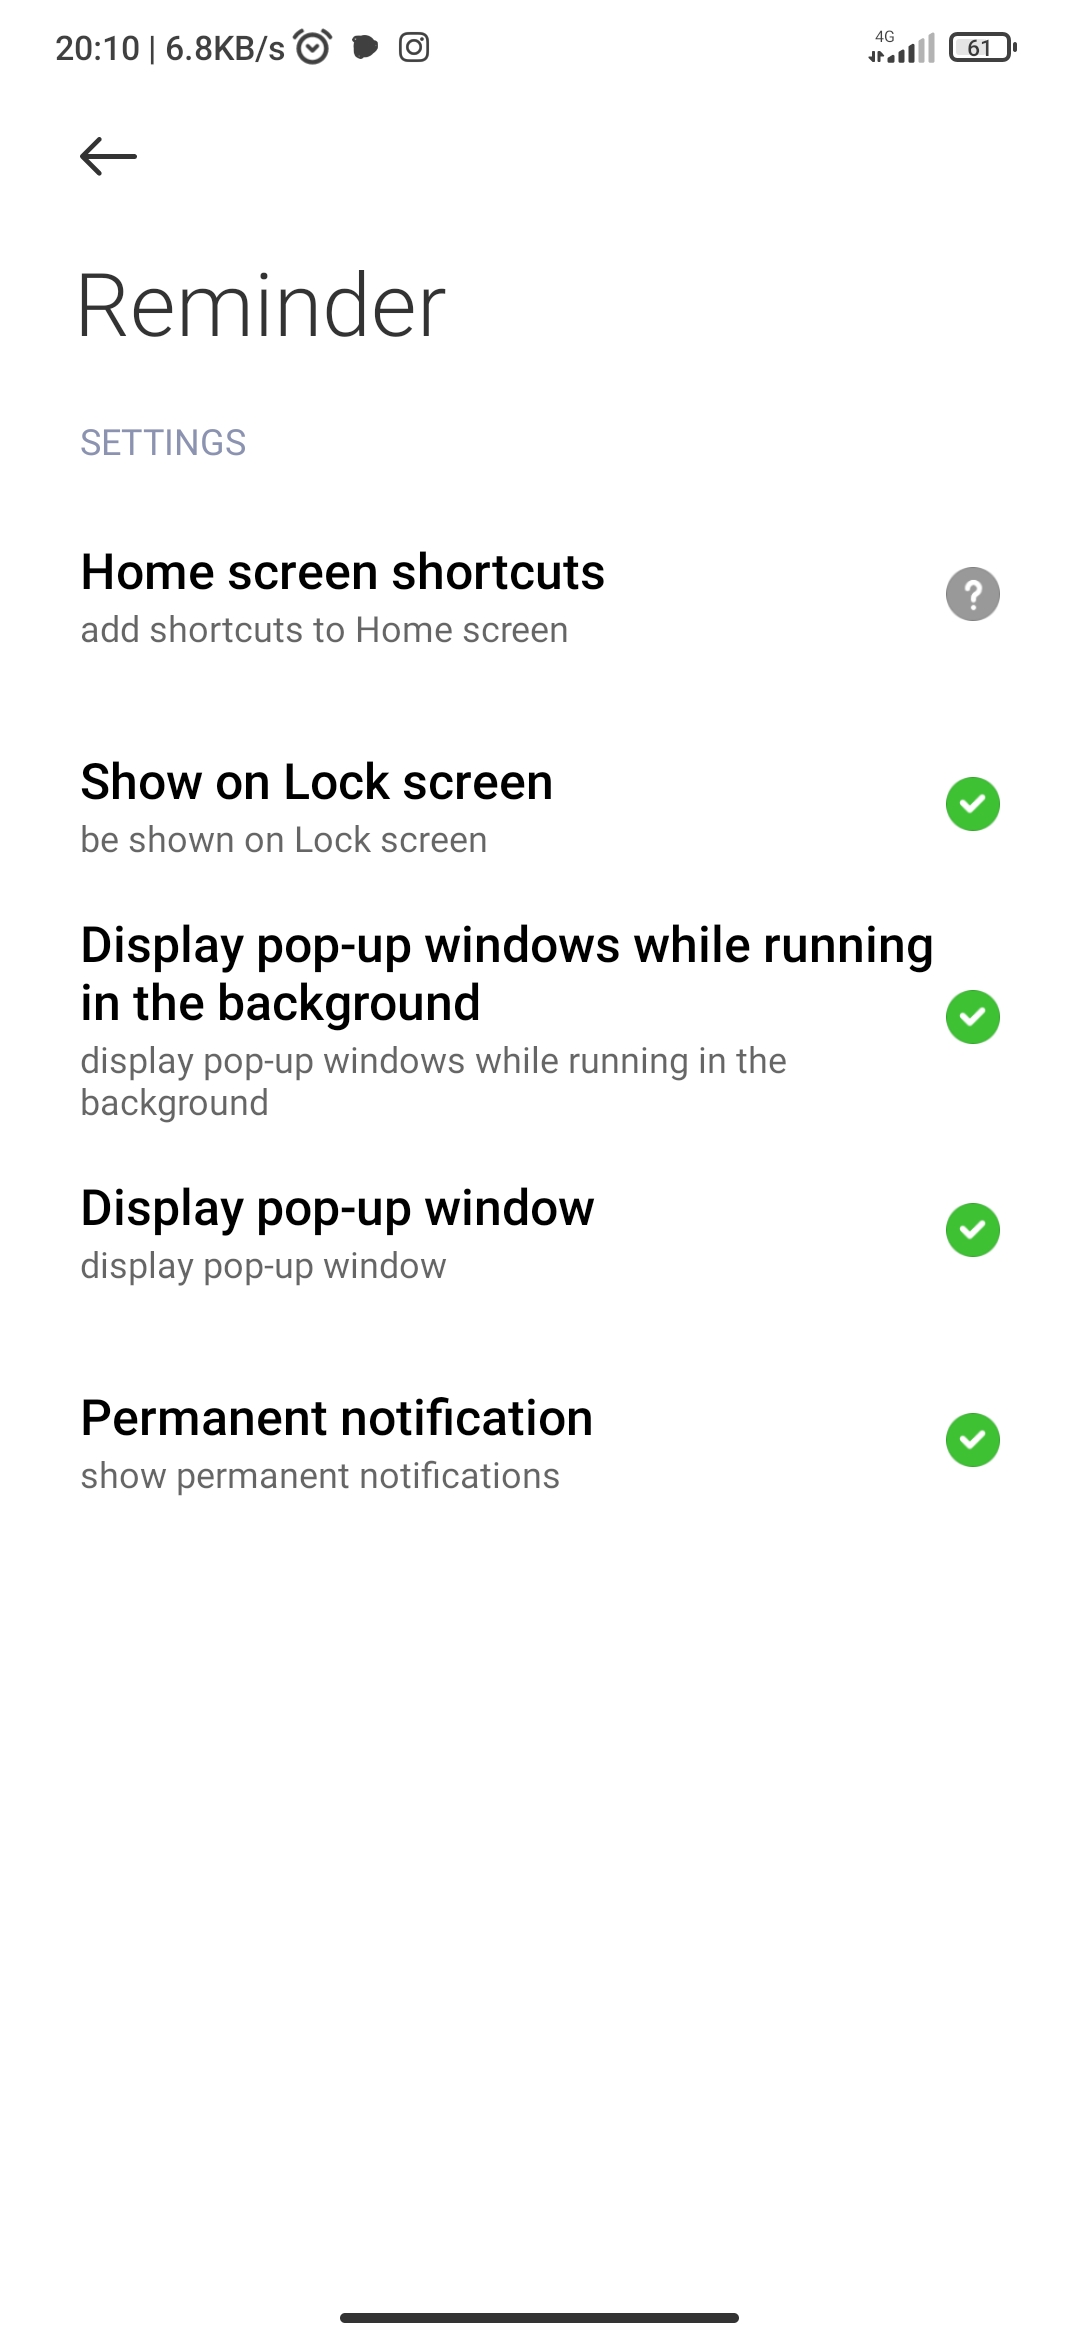 20:10 | 6.8KB/s
4G
61
Reminder
SETTINGS
Home screen shortcuts
add shortcuts to Home screen
?
Show on Lock screen
be shown on Lock screen
Display pop-up windows while running
in the background
display pop-up windows while running in the
background
Display pop-up window
display pop-up window
Permanent notification
show permanent notifications